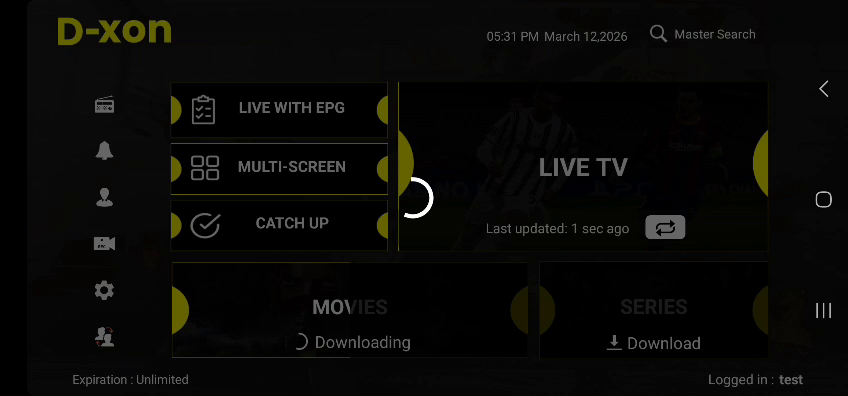 D-xon
05:31 PM March 12,2026
Master Search
LIVE WITH EPG
MULTI-SCREEN
CATCH UP
LIVE TV
Last updated: 1 sec ago
MOVIES
Downloading
SERIES
Download
Expiration : Unlimited
Logged in : test